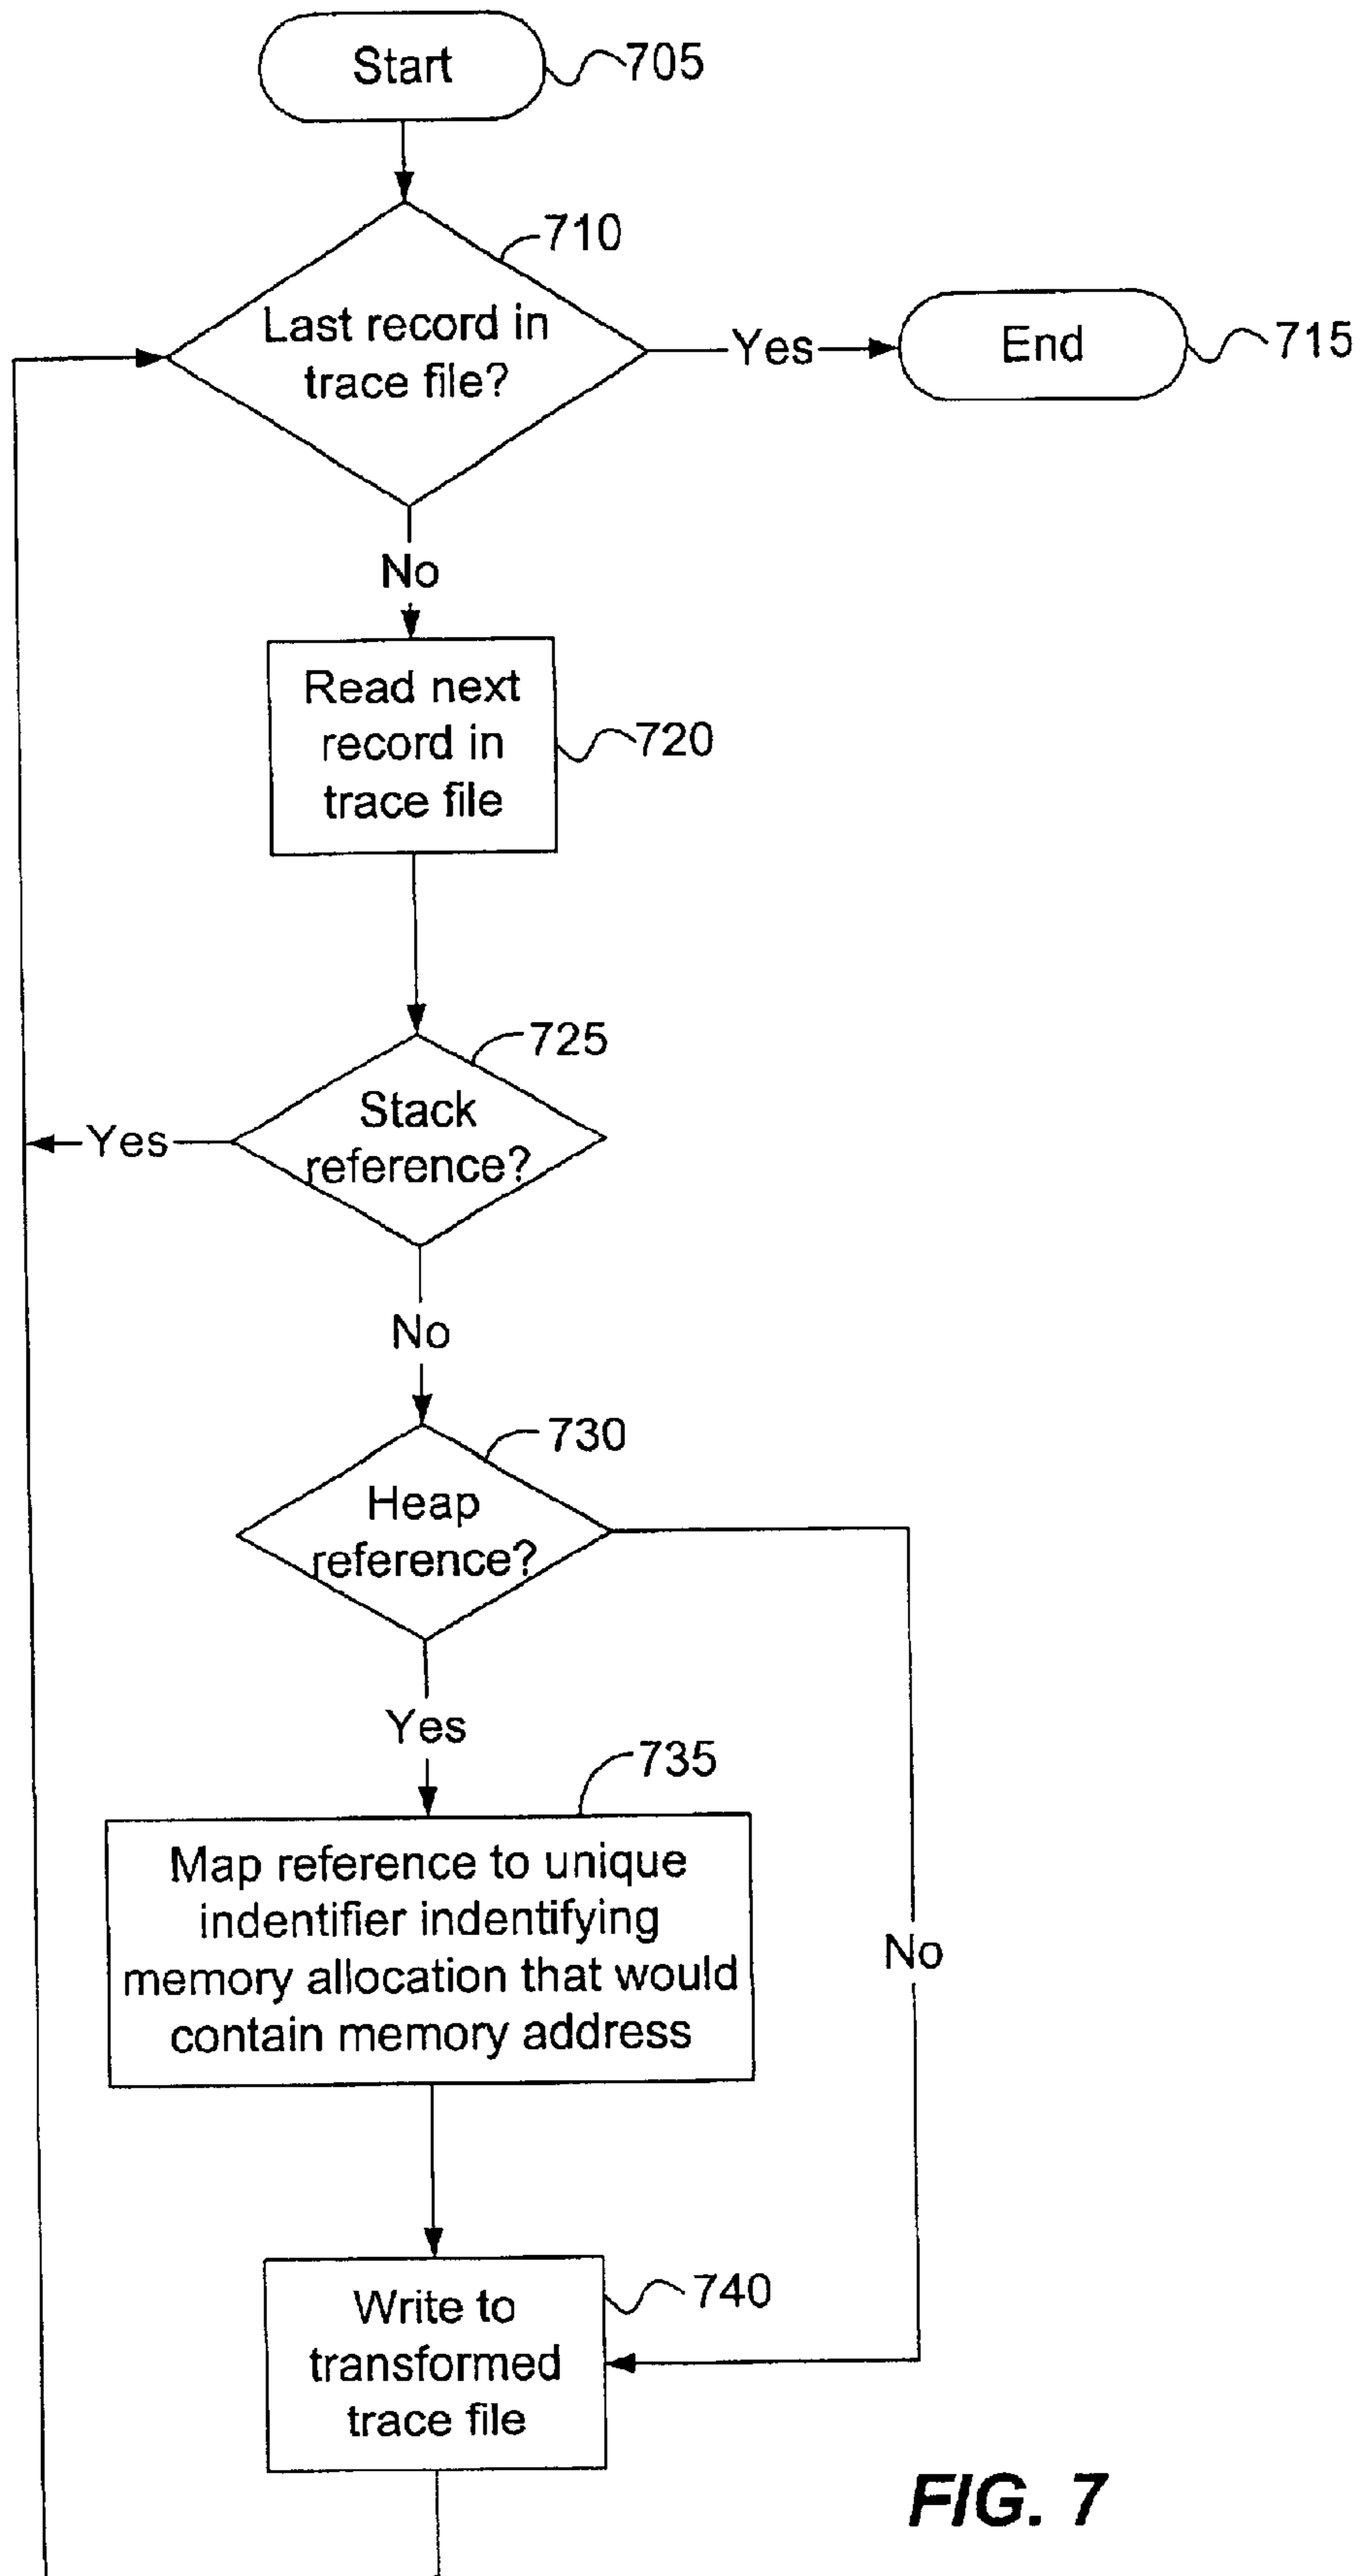 Start
705
710
Last record in
trace file?
Yes
End
715
No
Read next
record in
trace file
720
725
Stack
reference?
Yes
No
730
Heap
reference?
Yes
735
Map reference to unique
indentifier indentifying
memory allocation that would
contain memory address
No
740
Write to
transformed
trace file
FIG. 7